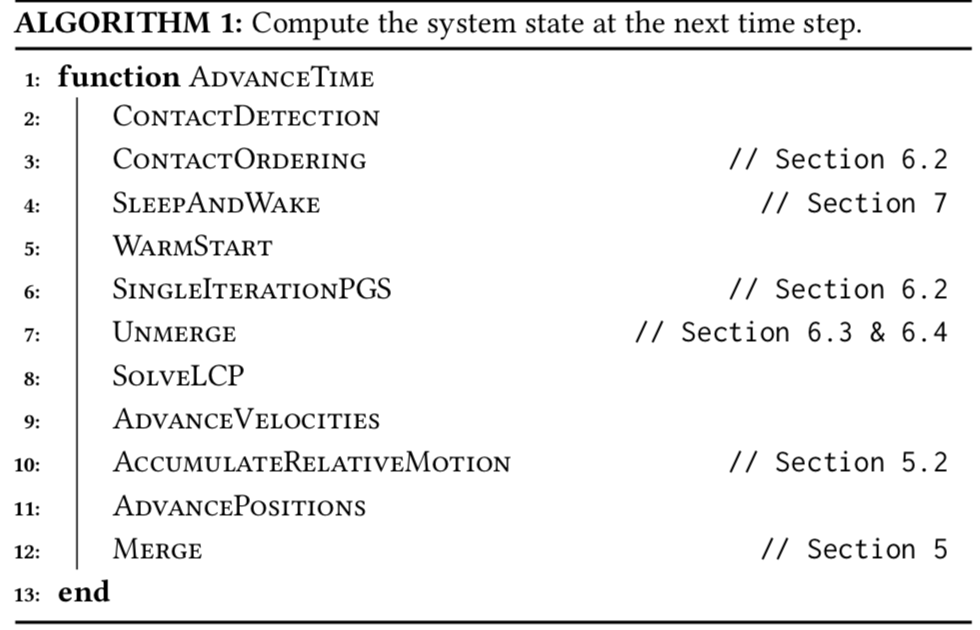 ALGORITHM 1: Compute the system state at the next time step.
1: function AdvanceTime
2: ContactDetection
3: ContactOrdering // Section 6.2
4: SleepAndWake // Section 7
5: WarmStart
6: SingleIterationPGS // Section 6.2
7: Unmerge // Section 6.3 & 6.4
8: SolveLCP
9: AdvanceVelocities
10: AccumulateRelativeMotion // Section 5.2
11: AdvancePositions
12: Merge // Section 5
13: end